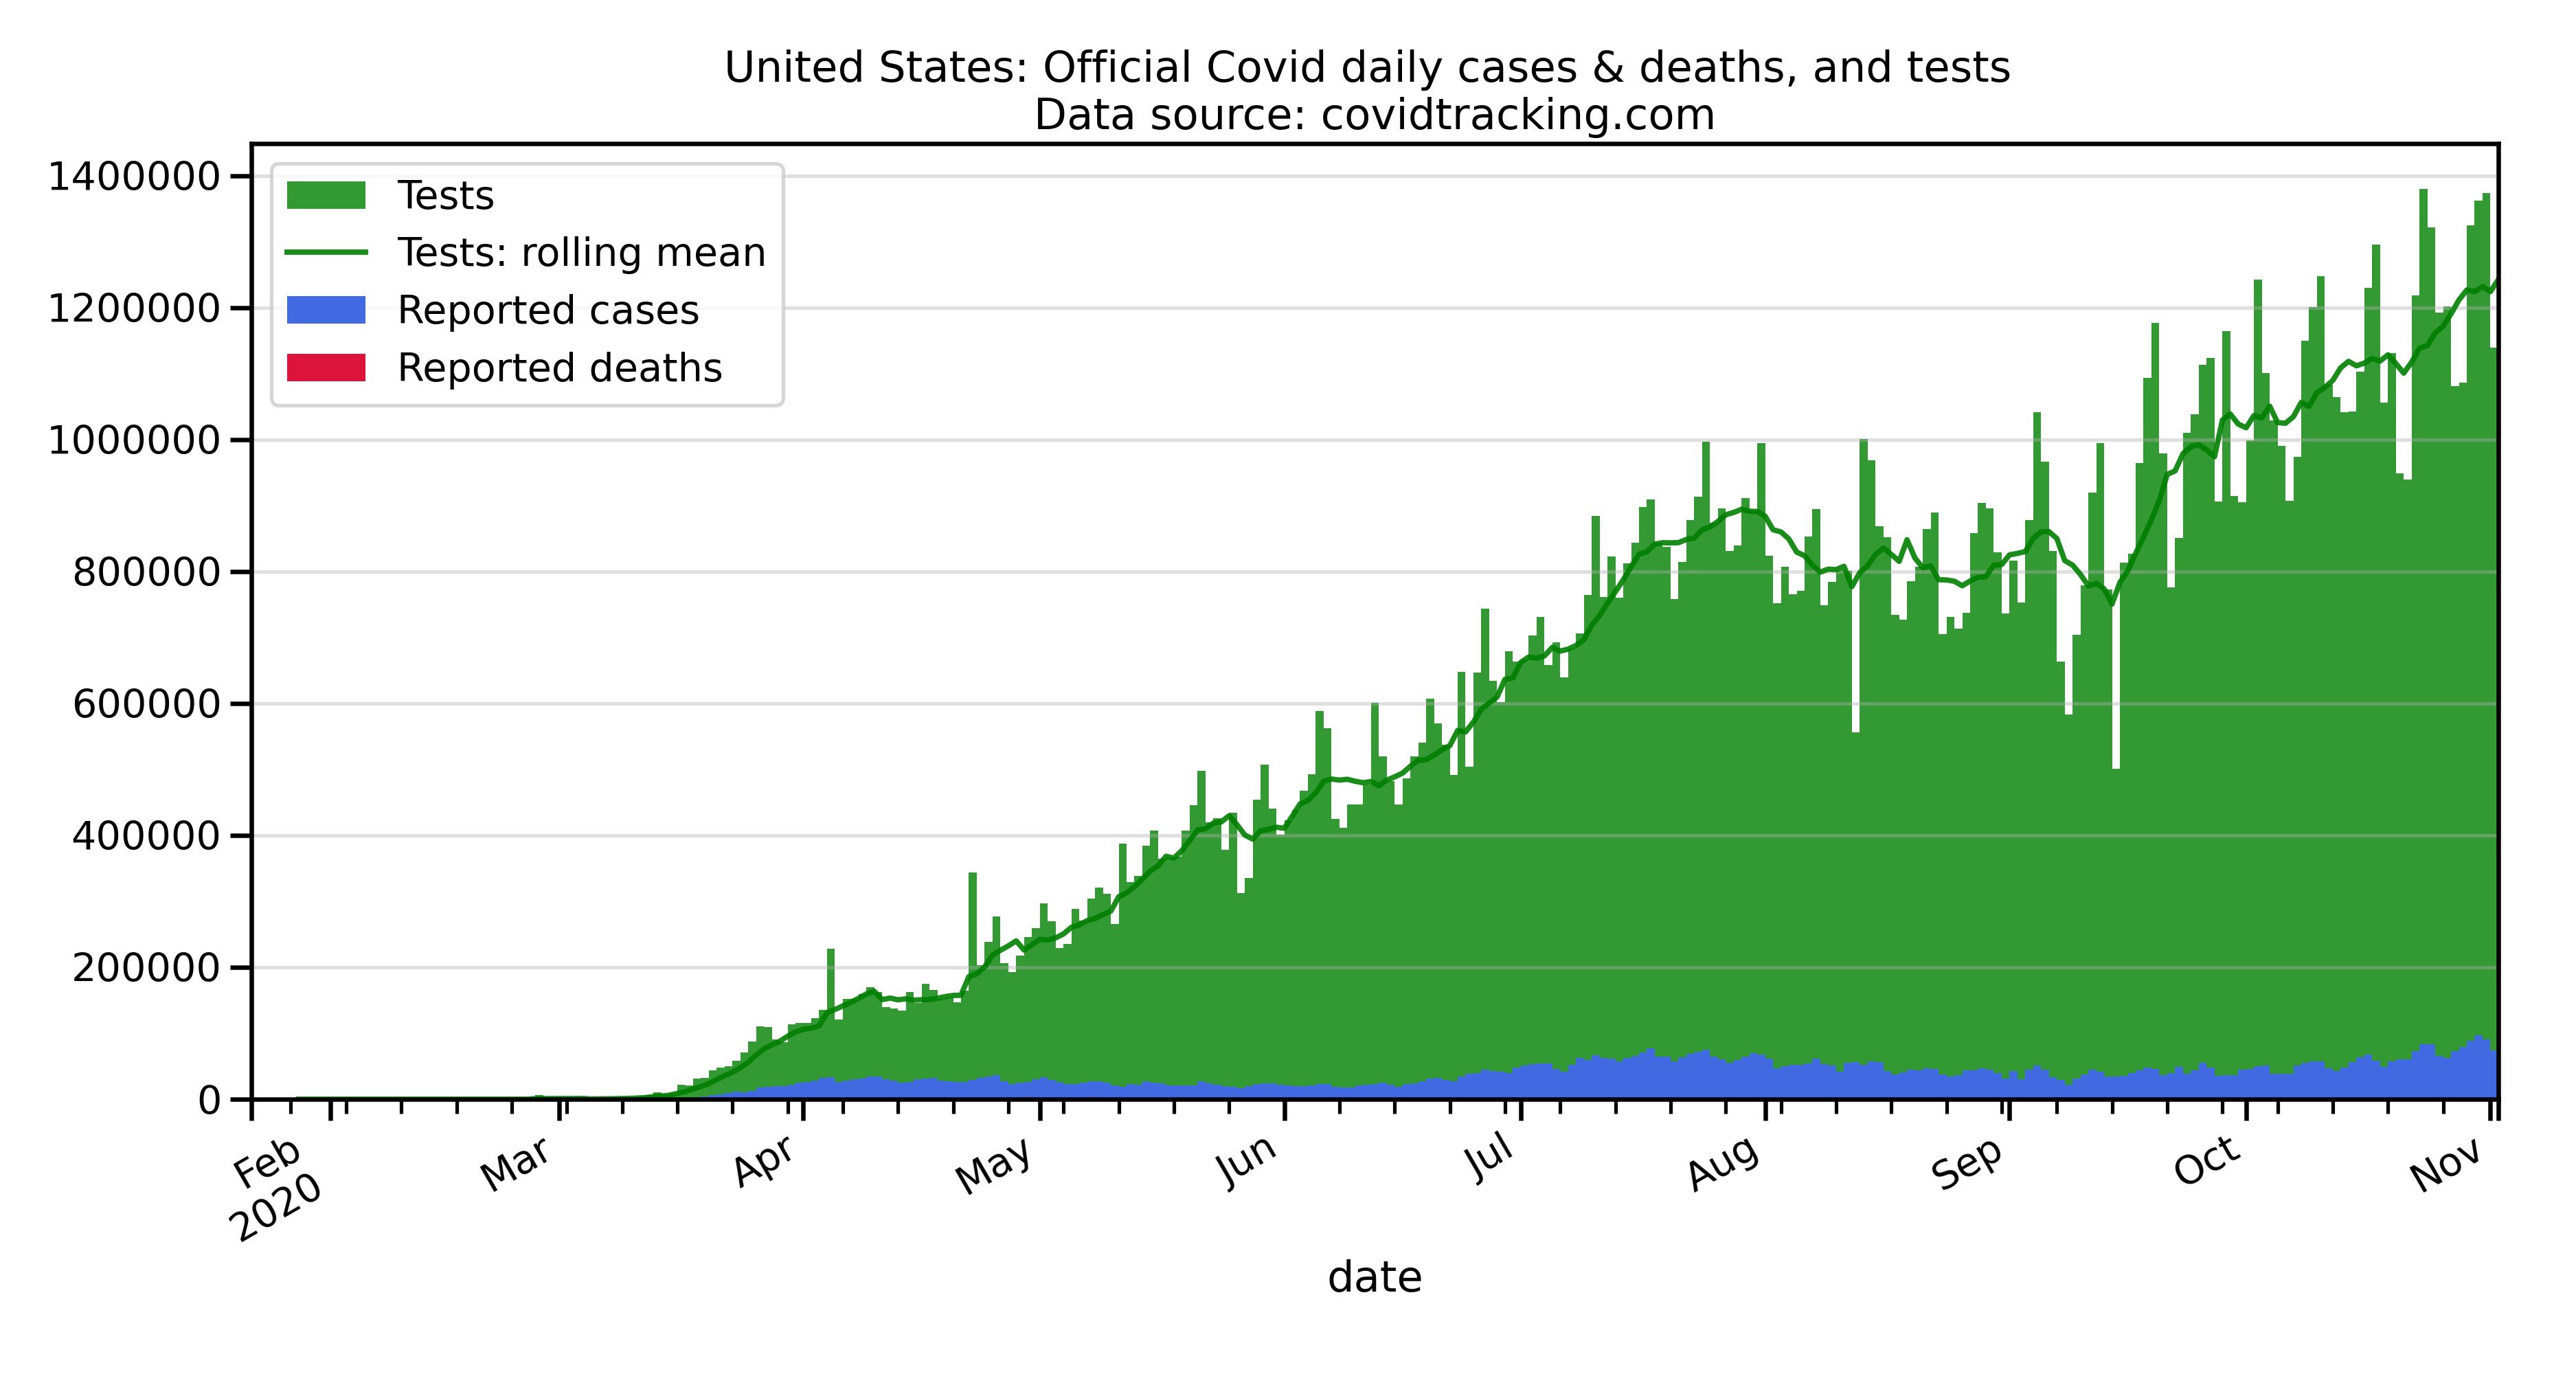 United States: Official Covid daily cases & deaths, and tests
Data source: covidtracking.com
1400000
1200000
1000000
800000
600000
400000
200000
0
Tests
Tests: rolling mean
Reported cases
Reported deaths
Feb
2020
Mar
Apr
May
Jun
Jul
Aug
Sep
Oct
Nov
date